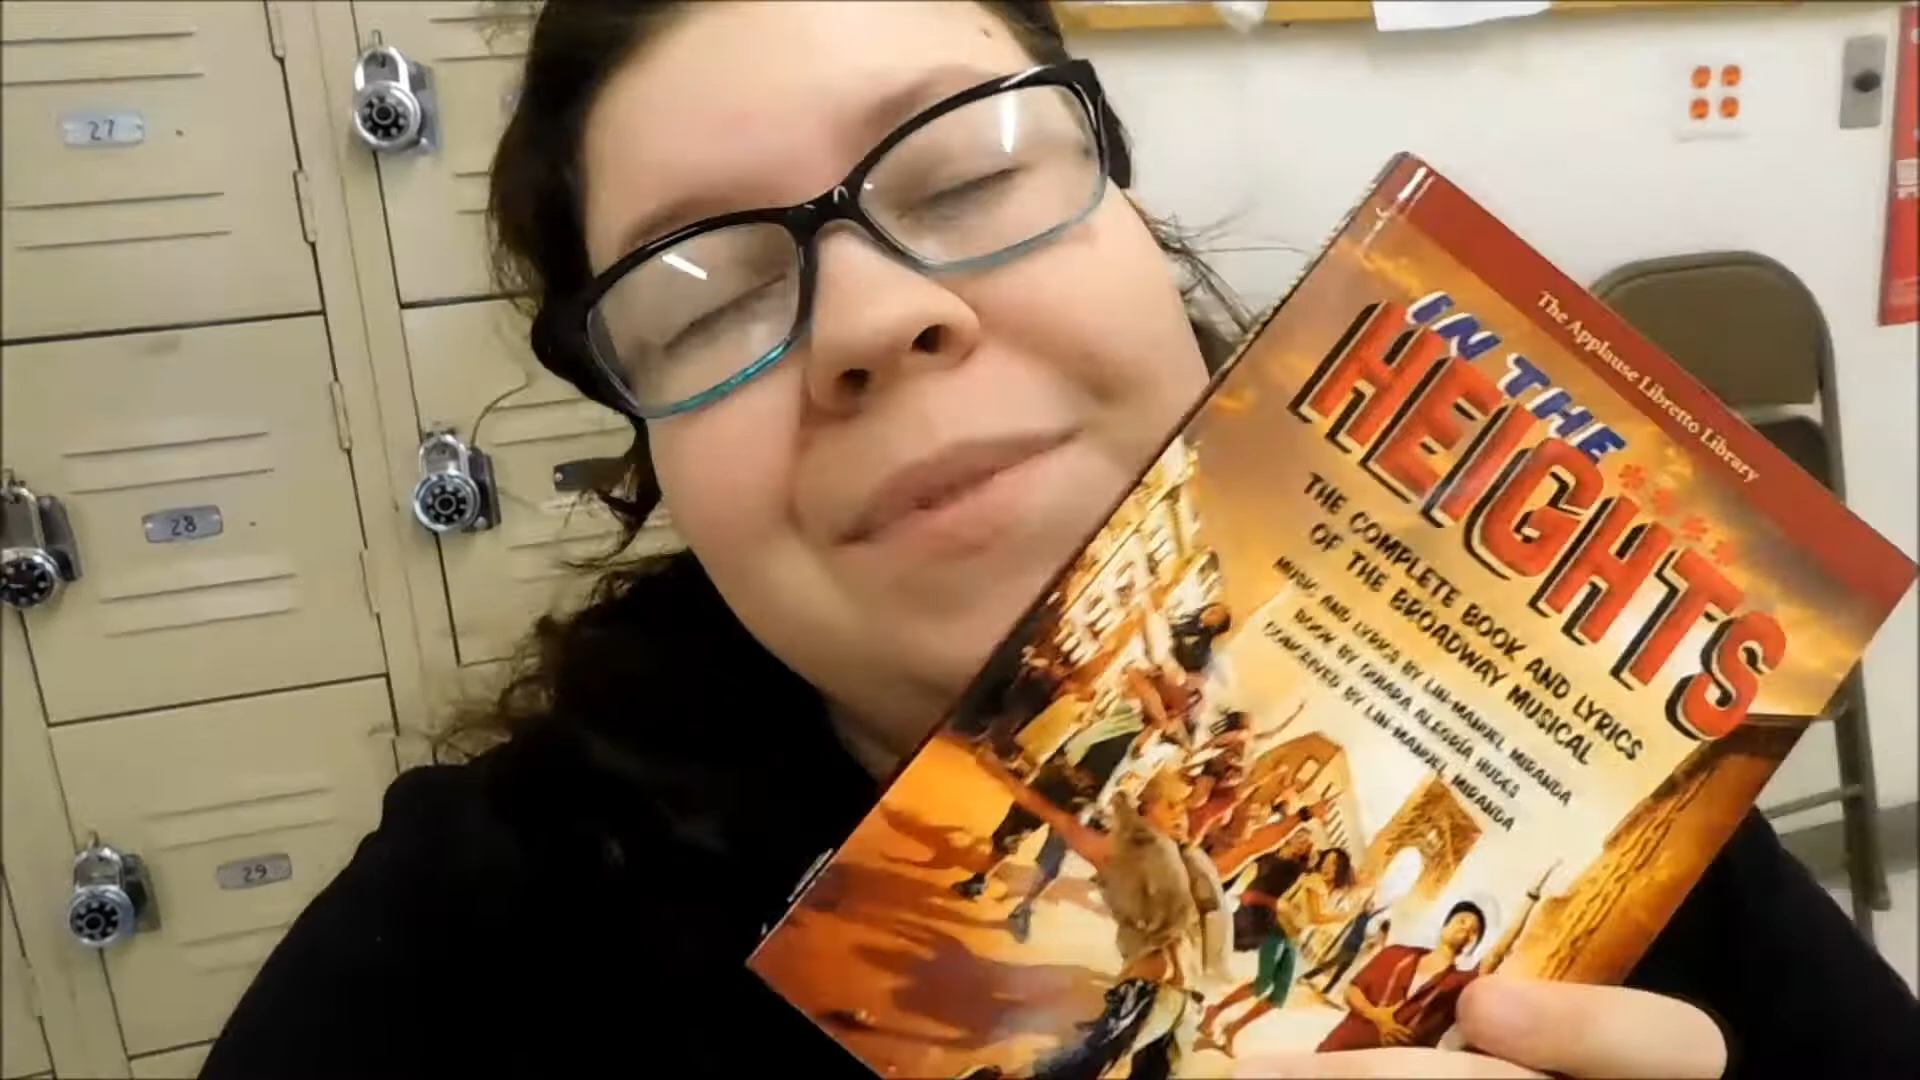 27
28
29
The Applause Libretto Library
IN THE
HEIGHTS
THE COMPLETE BOOK AND LYRICS
OF THE BROADWAY MUSICAL
MUSIC AND LYRICS BY LIN-MANUEL MIRANDA
BOOK BY QUIARA ALEGRÍA HUDES
CONCEIVED BY LIN-MANUEL MIRANDA